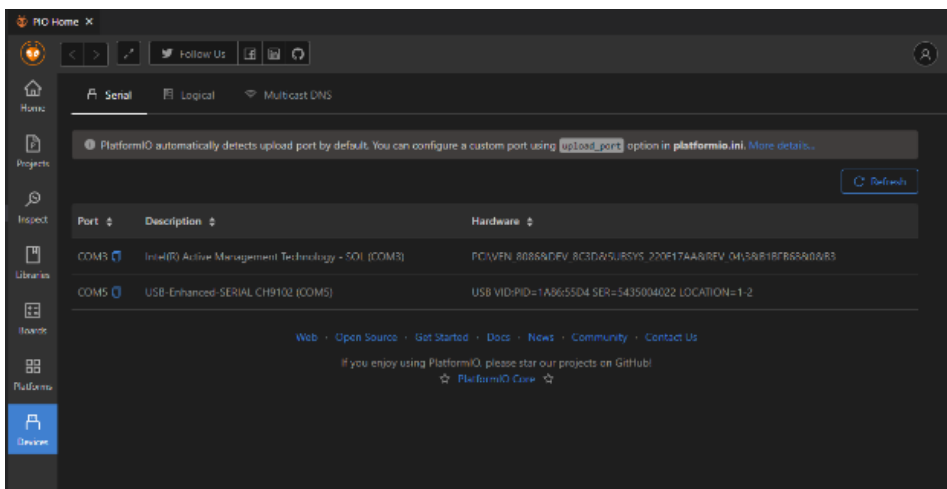 PIO Home
Follow Us
Home
Projects
Inspect
Libraries
Boards
Platforms
Devices
Serial
Logical
Multicast DNS
PlatformIO automatically detects upload port by default. You can configure a custom port using upload_port option in platformio.ini. More details...
Refresh
Port Description Hardware
COM3 Intel(R) Active Management Technology - SOL (COM3)
COM5 USB-Enhanced-SERIAL CH9102 (COM5) USB VID:PID=1A86:55D4 SER=5435004022 LOCATION=1-2
Web · Open Source · Get Started · Docs · News · Community · Contact Us
If you enjoy using PlatformIO, please star our projects on GitHub!
PlatformIO Core